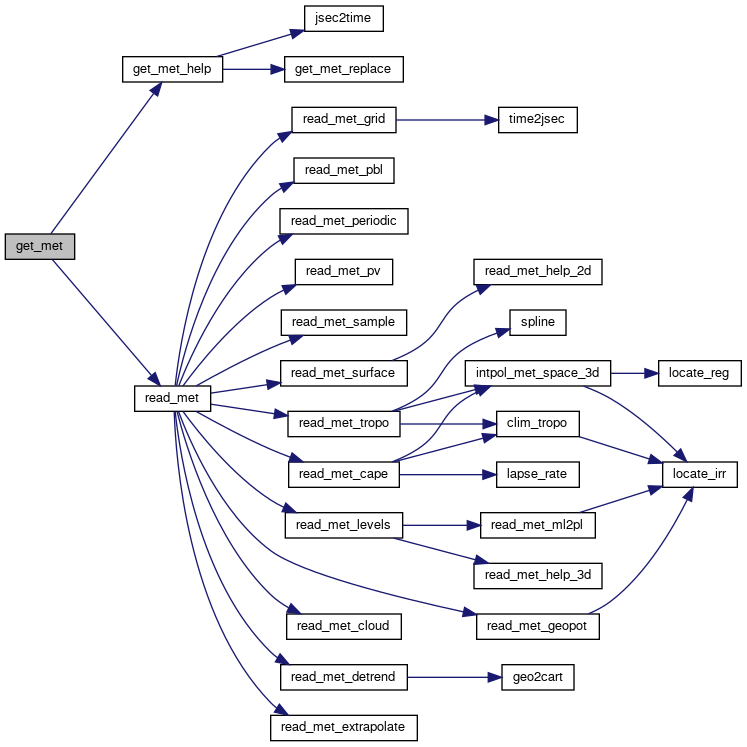 jsec2time
get_met_help
get_met_replace
read_met_grid
time2jsec
read_met_pbl
read_met_periodic
get_met
read_met_pv
read_met_help_2d
read_met_sample
spline
read_met_surface
intpol_met_space_3d
locate_reg
read_met
read_met_tropo
clim_tropo
read_met_cape
lapse_rate
locate_irr
read_met_levels
read_met_ml2pl
read_met_help_3d
read_met_cloud
read_met_geopot
read_met_detrend
geo2cart
read_met_extrapolate